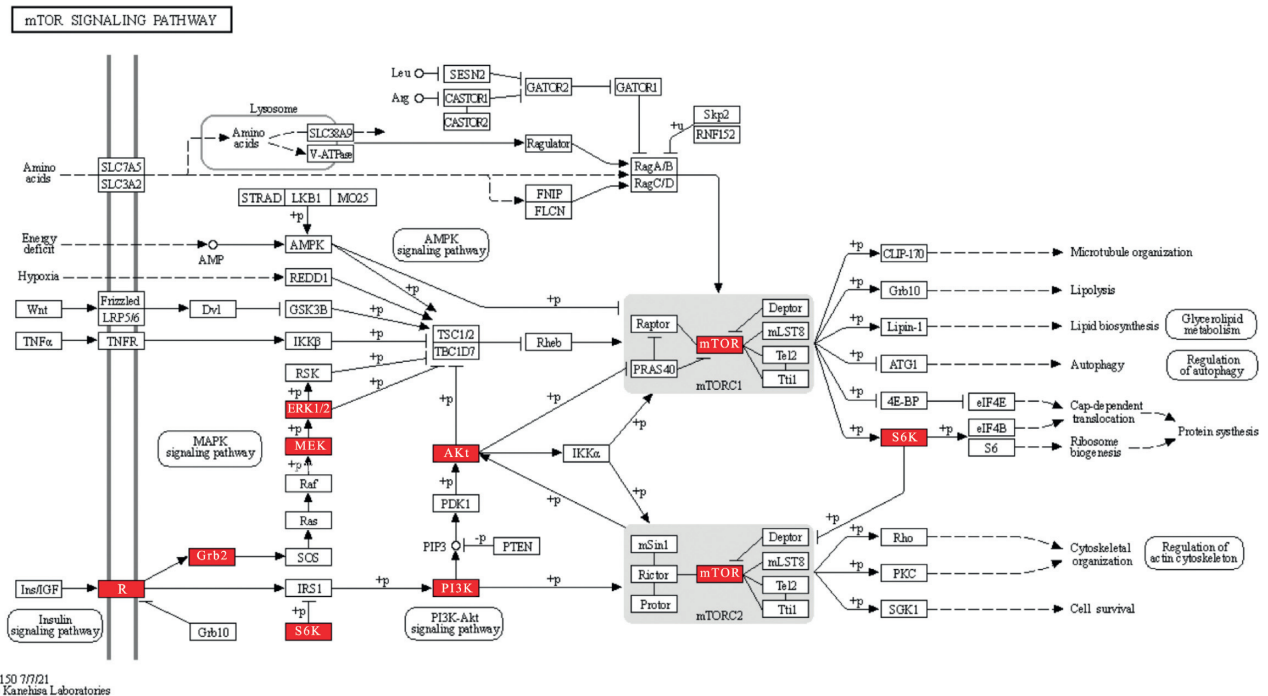 mTOR SIGNALING PATHWAY
Leu
SESN2
GATOR2
GATOR1
Arg
CASTOR1
CASTOR2
Skp2
RNF152
+u
Lysosome
Amino
acids
SLC38A9
V-ATPase
Ragulator
RagA/B
RagC/D
Amino
acids
SLC7A5
SLC3A2
FNIP
FLCN
STRAD
LKB1
MO25
+p
Energy
deficit
AMP
AMPK
AMPK
signaling pathway
+p
+p
Hypoxia
REDD1
Wnt
Frizzled
LRP5/6
Dvl
GSK3B
+p
TNFα
TNFR
IKKβ
+p
TSC1/2
TBC1D7
Rheb
RSK
+p
+p
+p
ERK1/2
+p
MEK
+p
Raf
Ras
SOS
MAPK
signaling pathway
Grb2
Ins/IGF
R
IRS1
+p
PI3K
+p
Insulin
signaling pathway
Grb10
+p
S6K
PI3K-Akt
signaling pathway
+p
AKt
+p
PDK1
PIP3
-p
PTEN
+p
IKKα
+p
+p
+p
Raptor
mTOR
Deptor
mLST8
Tel2
Tti1
PRAS40
mTORC1
mSin1
Rictor
Protor
mTOR
Deptor
mLST8
Tel2
Tti1
mTORC2
+p
CLIP-170
Microtubule organization
+p
Grb10
Lipolysis
+p
Lipin-1
Lipid biosynthesis
Glycerolipid
metabolism
+p
ATG1
Autophagy
Regulation
of autophagy
+p
4E-BP
eIF4E
Cap-dependent
translocation
+p
S6K
+p
eIF4B
S6
Ribosome
biogenesis
Protein systhesis
+p
+p
Rho
+p
PKC
Cytoskeletal
organization
Regulation of
actin cytoskeleton
+p
SGK1
Cell survival
150 7/7/21
Kanehisa Laboratories